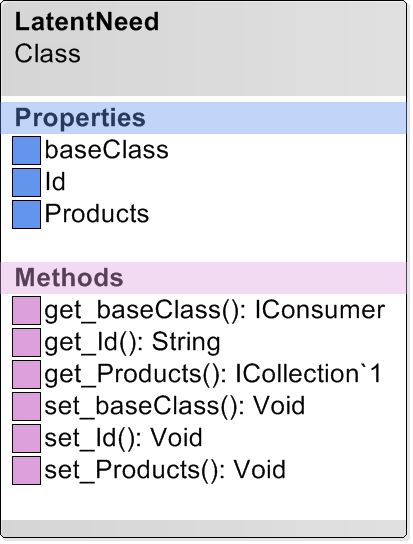 LatentNeed
Class
Properties
baseClass
Id
Products
Methods
get_baseClass(): IConsumer
get_Id(): String
get_Products(): ICollection`1
set_baseClass(): Void
set_Id(): Void
set_Products(): Void